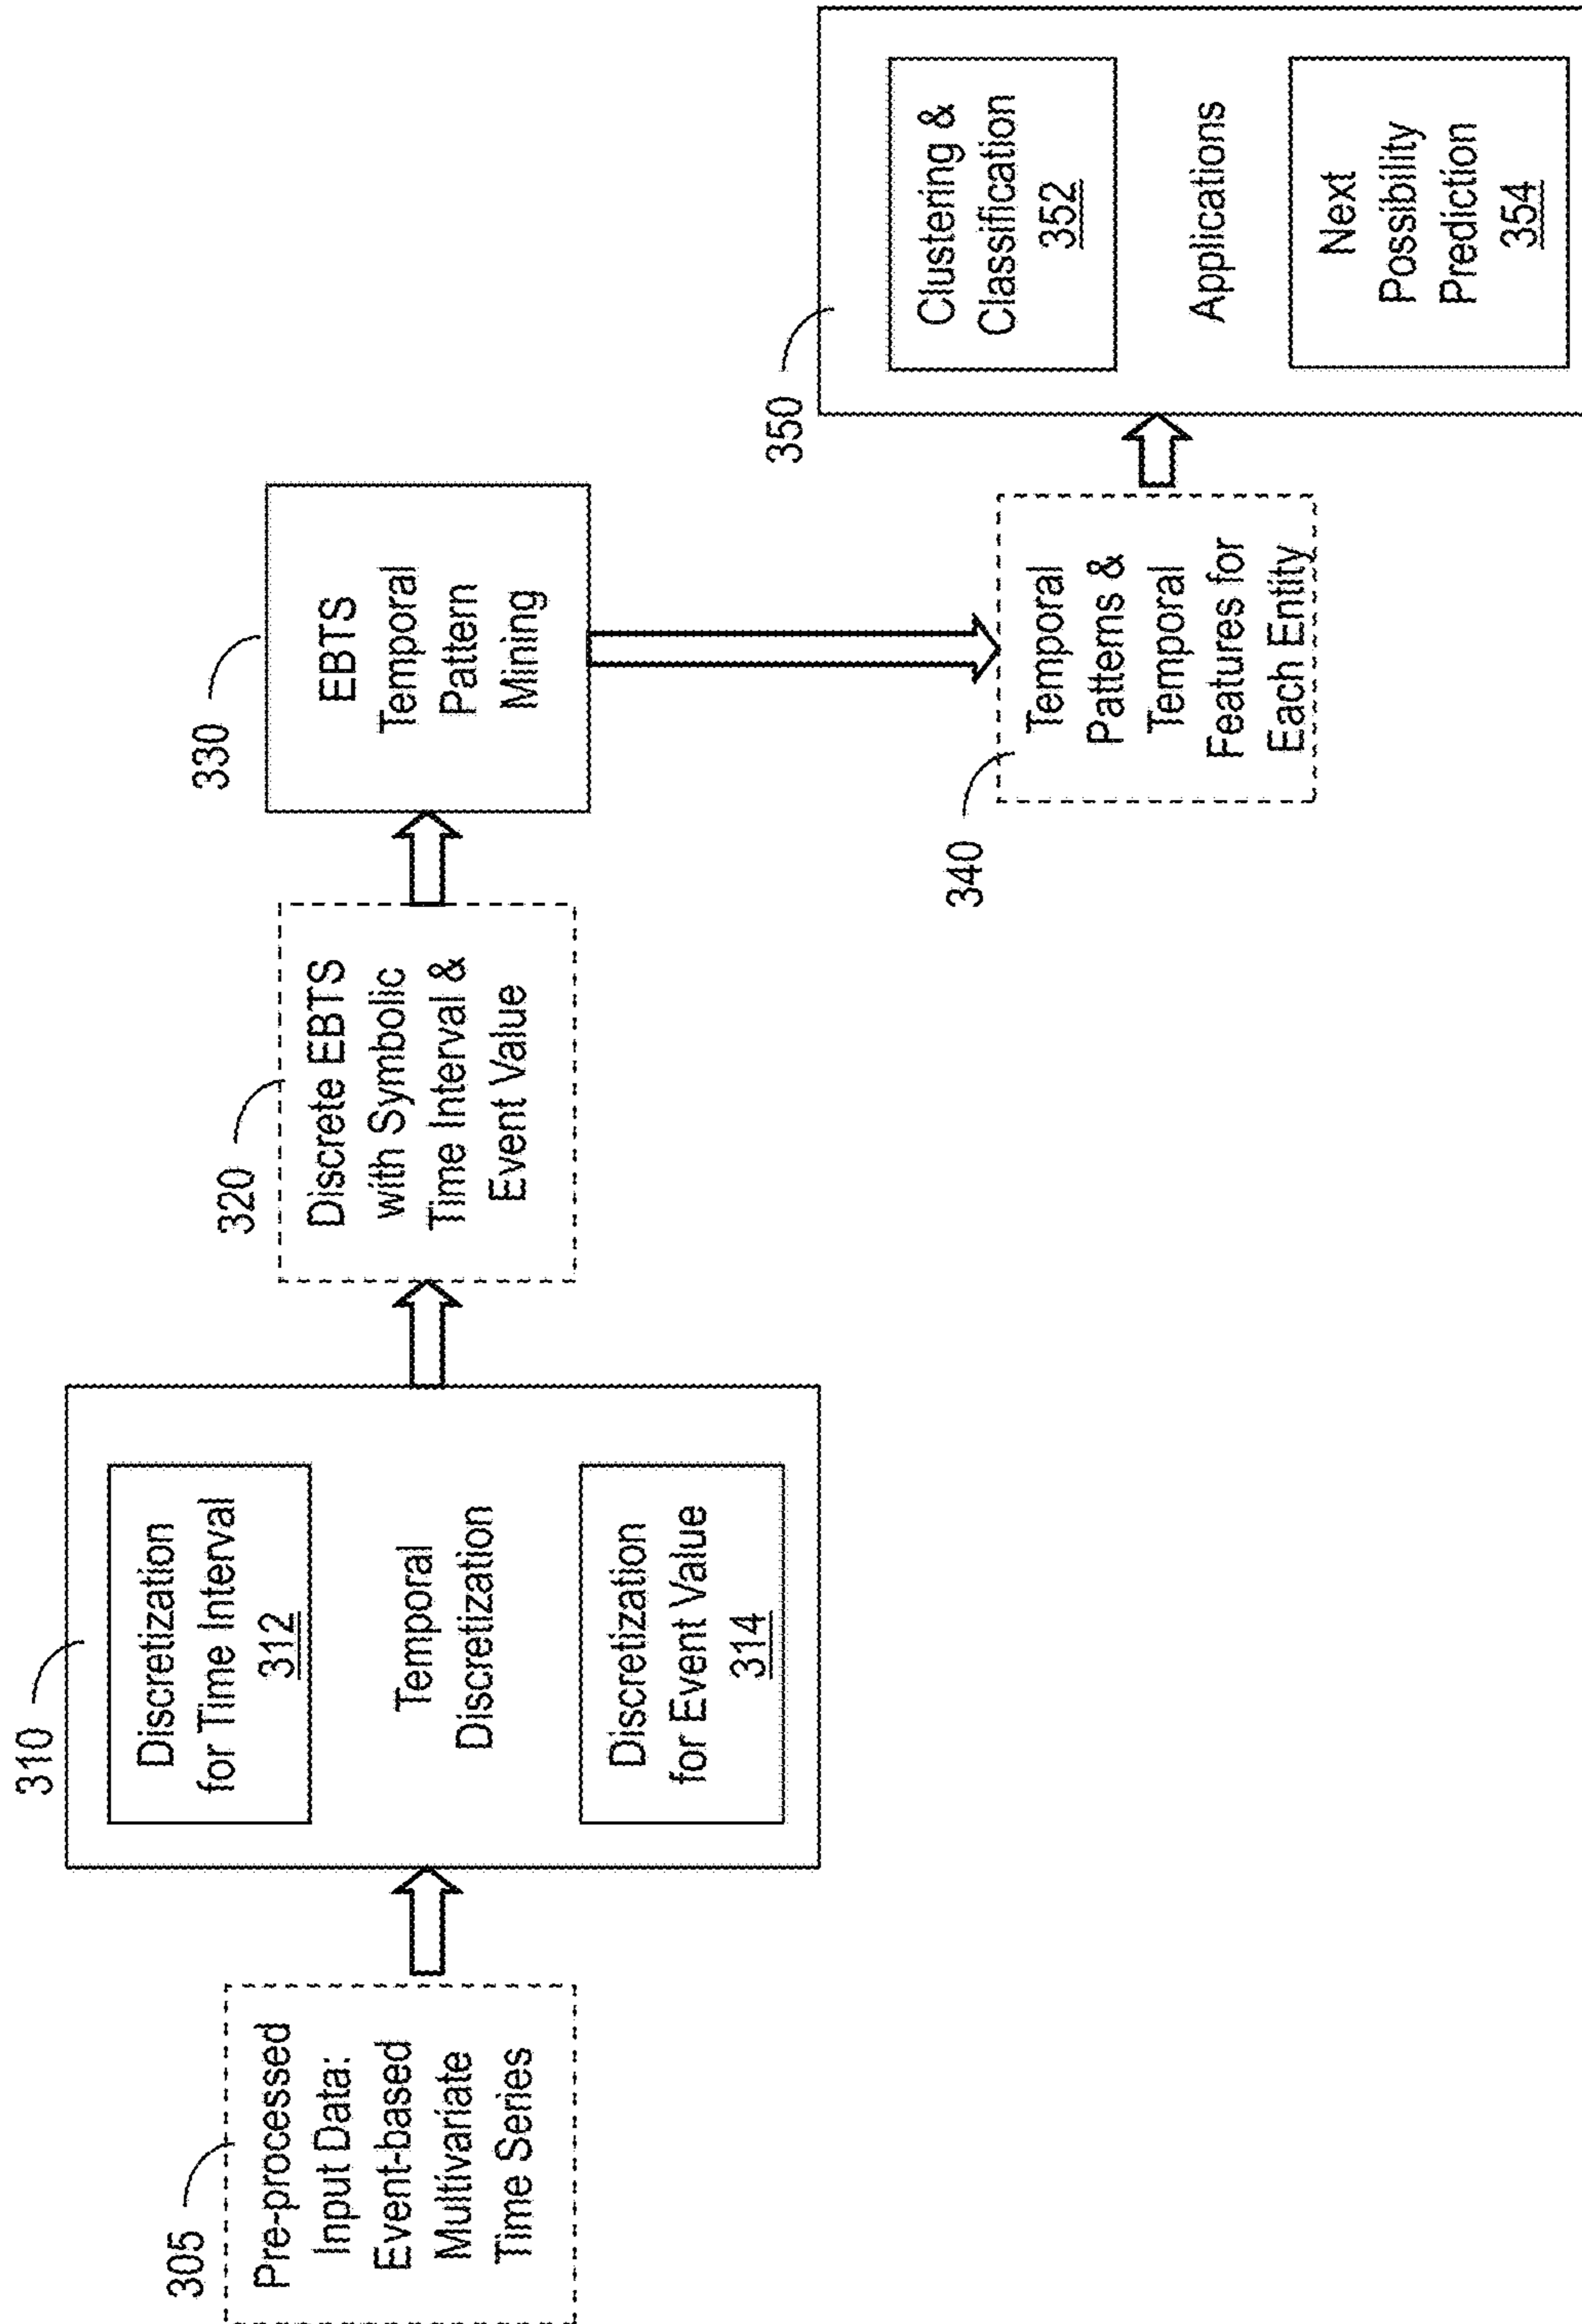 305
Pre-processed
Input Data:
Event-based
Multivariate
Time Series
310
Discretization
for Time Interval
312
Temporal
Discretization
Discretization
for Event Value
314
320
Discrete EBTS
with Symbolic
Time Interval &
Event Value
330
EBTS
Temporal
Pattern
Mining
340
Temporal
Patterns &
Temporal
Features for
Each Entity
350
Clustering &
Classification
352
Applications
Next
Possibility
Prediction
354